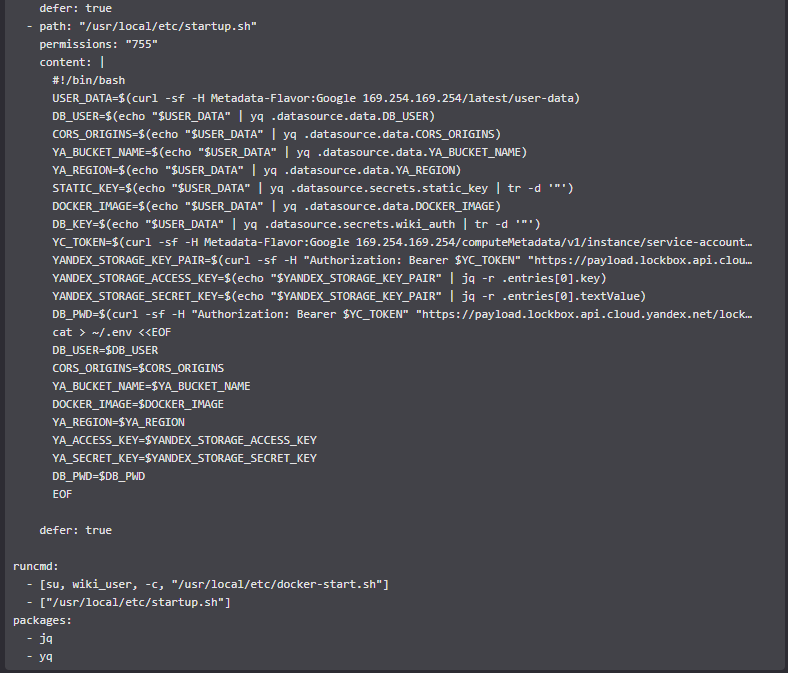 defer: true
- path: "/usr/local/etc/startup.sh"
permissions: "755"
content: |
#!/bin/bash
USER_DATA=$(curl -sf -H Metadata-Flavor:Google 169.254.169.254/latest/user-data)
DB_USER=$(echo "$USER_DATA" | yq .datasource.data.DB_USER)
CORS_ORIGINS=$(echo "$USER_DATA" | yq .datasource.data.CORS_ORIGINS)
YA_BUCKET_NAME=$(echo "$USER_DATA" | yq .datasource.data.YA_BUCKET_NAME)
YA_REGION=$(echo "$USER_DATA" | yq .datasource.data.YA_REGION)
STATIC_KEY=$(echo "$USER_DATA" | yq .datasource.secrets.static_key | tr -d '"')
DOCKER_IMAGE=$(echo "$USER_DATA" | yq .datasource.data.DOCKER_IMAGE)
DB_KEY=$(echo "$USER_DATA" | yq .datasource.secrets.wiki_auth | tr -d '"')
YC_TOKEN=$(curl -sf -H Metadata-Flavor:Google 169.254.169.254/computeMetadata/v1/instance/service-account…
YANDEX_STORAGE_KEY_PAIR=$(curl -sf -H "Authorization: Bearer $YC_TOKEN" "https://payload.lockbox.api.clou…
YANDEX_STORAGE_ACCESS_KEY=$(echo "$YANDEX_STORAGE_KEY_PAIR" | jq -r .entries[0].key)
YANDEX_STORAGE_SECRET_KEY=$(echo "$YANDEX_STORAGE_KEY_PAIR" | jq -r .entries[0].textValue)
DB_PWD=$(curl -sf -H "Authorization: Bearer $YC_TOKEN" "https://payload.lockbox.api.cloud.yandex.net/lock…
cat > ~/.env <<EOF
DB_USER=$DB_USER
CORS_ORIGINS=$CORS_ORIGINS
YA_BUCKET_NAME=$YA_BUCKET_NAME
DOCKER_IMAGE=$DOCKER_IMAGE
YA_REGION=$YA_REGION
YA_ACCESS_KEY=$YANDEX_STORAGE_ACCESS_KEY
YA_SECRET_KEY=$YANDEX_STORAGE_SECRET_KEY
DB_PWD=$DB_PWD
EOF
defer: true
runcmd:
- [su, wiki_user, -c, "/usr/local/etc/docker-start.sh"]
- ["/usr/local/etc/startup.sh"]
packages:
- jq
- yq